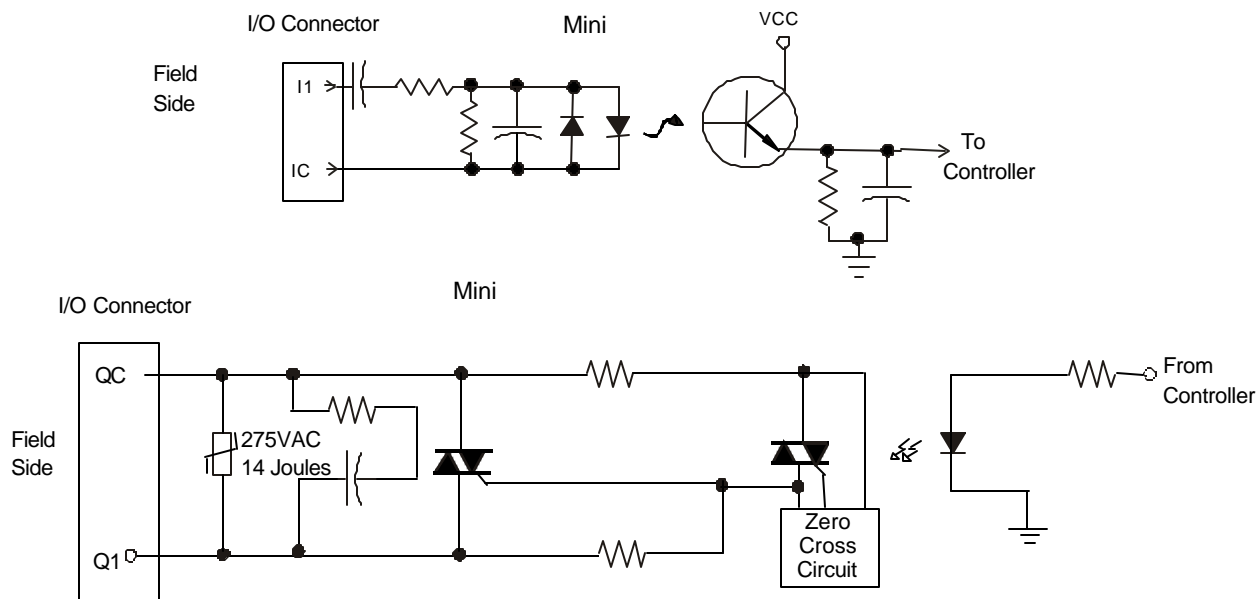 I/O Connector
Mini
VCC
Field
Side
I1
IC
To
Controller
Mini
I/O Connector
QC
Field
Side
275VAC
14 Joules
Q1
Zero
Cross
Circuit
From
Controller